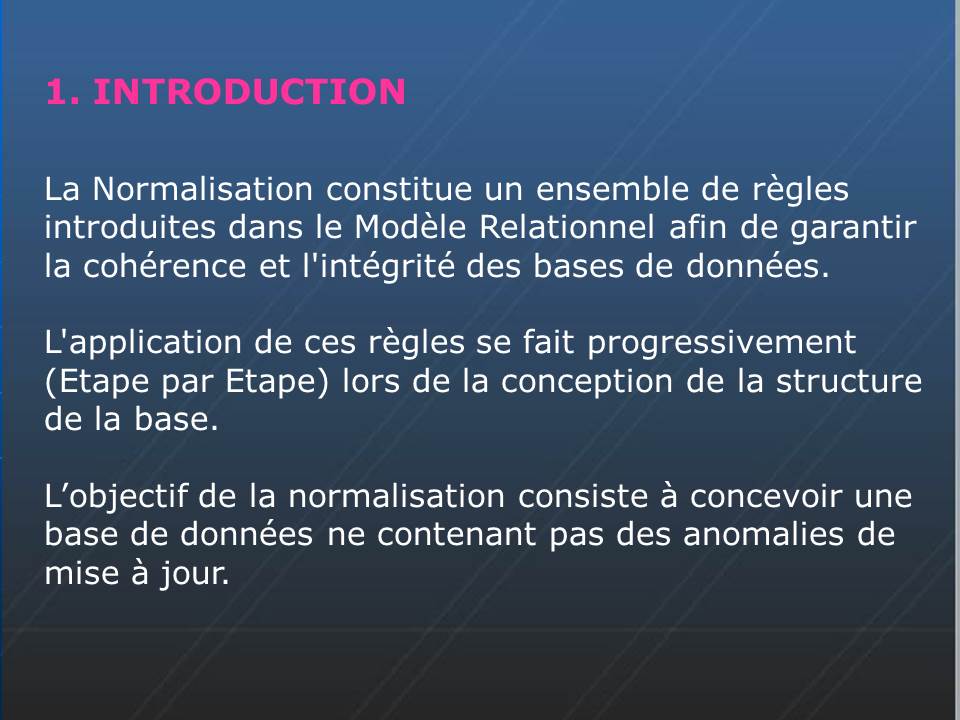 1. INTRODUCTION
La Normalisation constitue un ensemble de règles
introduites dans le Modèle Relationnel afin de garantir
la cohérence et l'intégrité des bases de données.
L'application de ces règles se fait progressivement
(Etape par Etape) lors de la conception de la structure
de la base.
L’objectif de la normalisation consiste à concevoir une
base de données ne contenant pas des anomalies de
mise à jour.